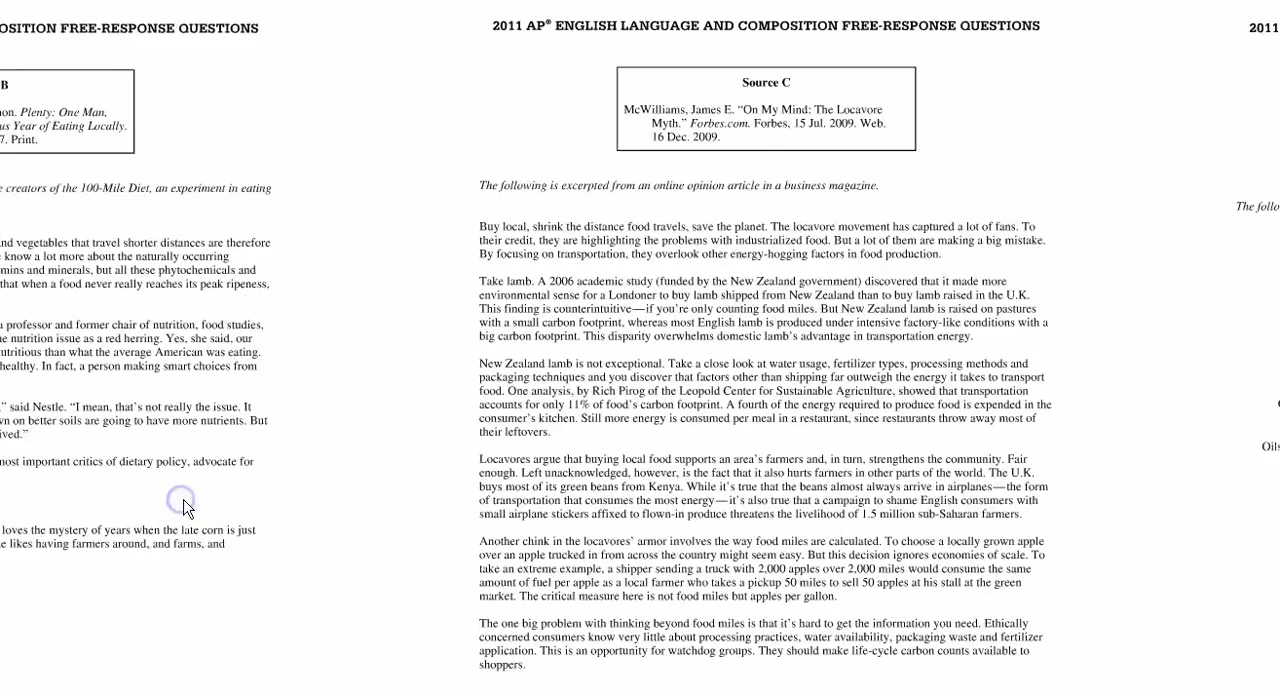 OSITION FREE-RESPONSE QUESTIONS
B
non. Plenty: One Man,
us Year of Eating Locally.
7. Print.
e creators of the 100-Mile Diet, an experiment in eating
and vegetables that travel shorter distances are therefore
e know a lot more about the naturally occurring
mins and minerals, but all these phytochemicals and
that when a food never really reaches its peak ripeness,
a professor and former chair of nutrition, food studies,
he nutrition issue as a red herring. Yes, she said, our
utritious than what the average American was eating.
healthy. In fact, a person making smart choices from
,” said Nestle. “I mean, that’s not really the issue. It
wn on better soils are going to have more nutrients. But
ived.”
most important critics of dietary policy, advocate for
loves the mystery of years when the late corn is just
e likes having farmers around, and farms, and
2011 AP® ENGLISH LANGUAGE AND COMPOSITION FREE-RESPONSE QUESTIONS
Source C
McWilliams, James E. “On My Mind: The Locavore
Myth.” Forbes.com. Forbes, 15 Jul. 2009. Web.
16 Dec. 2009.
The following is excerpted from an online opinion article in a business magazine.
Buy local, shrink the distance food travels, save the planet. The locavore movement has captured a lot of fans. To
their credit, they are highlighting the problems with industrialized food. But a lot of them are making a big mistake.
By focusing on transportation, they overlook other energy-hogging factors in food production.
Take lamb. A 2006 academic study (funded by the New Zealand government) discovered that it made more
environmental sense for a Londoner to buy lamb shipped from New Zealand than to buy lamb raised in the U.K.
This finding is counterintuitive—if you’re only counting food miles. But New Zealand lamb is raised on pastures
with a small carbon footprint, whereas most English lamb is produced under intensive factory-like conditions with a
big carbon footprint. This disparity overwhelms domestic lamb’s advantage in transportation energy.
New Zealand lamb is not exceptional. Take a close look at water usage, fertilizer types, processing methods and
packaging techniques and you discover that factors other than shipping far outweigh the energy it takes to transport
food. One analysis, by Rich Pirog of the Leopold Center for Sustainable Agriculture, showed that transportation
accounts for only 11% of food’s carbon footprint. A fourth of the energy required to produce food is expended in the
consumer’s kitchen. Still more energy is consumed per meal in a restaurant, since restaurants throw away most of
their leftovers.
Locavores argue that buying local food supports an area’s farmers and, in turn, strengthens the community. Fair
enough. Left unacknowledged, however, is the fact that it also hurts farmers in other parts of the world. The U.K.
buys most of its green beans from Kenya. While it’s true that the beans almost always arrive in airplanes—the form
of transportation that consumes the most energy—it’s also true that a campaign to shame English consumers with
small airplane stickers affixed to flown-in produce threatens the livelihood of 1.5 million sub-Saharan farmers.
Another chink in the locavores’ armor involves the way food miles are calculated. To choose a locally grown apple
over an apple trucked in from across the country might seem easy. But this decision ignores economies of scale. To
take an extreme example, a shipper sending a truck with 2,000 apples over 2,000 miles would consume the same
amount of fuel per apple as a local farmer who takes a pickup 50 miles to sell 50 apples at his stall at the green
market. The critical measure here is not food miles but apples per gallon.
The one big problem with thinking beyond food miles is that it’s hard to get the information you need. Ethically
concerned consumers know very little about processing practices, water availability, packaging waste and fertilizer
application. This is an opportunity for watchdog groups. They should make life-cycle carbon counts available to
shoppers.
2011
The follo
Oils